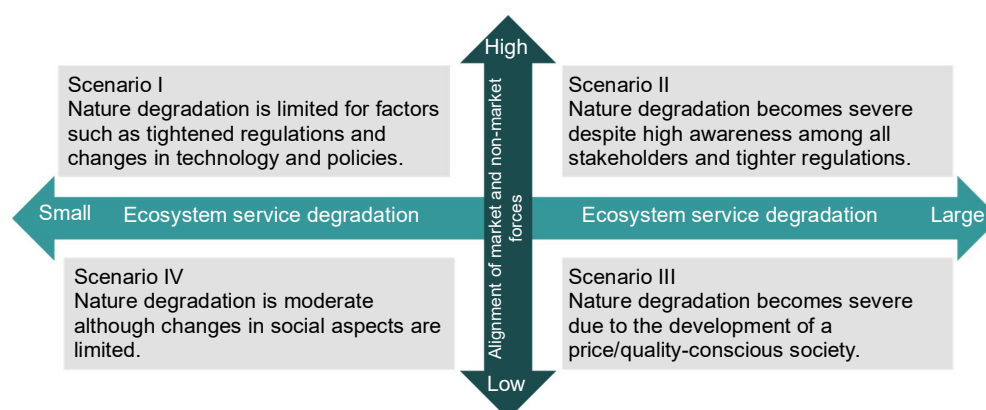 High
Scenario I
Nature degradation is limited for factors
such as tightened regulations and
changes in technology and policies.
Scenario II
Nature degradation becomes severe
despite high awareness among all
stakeholders and tighter regulations.
Alignment of market and non-market
forces
Small
Ecosystem service degradation
Ecosystem service degradation
Large
Scenario IV
Nature degradation is moderate
although changes in social aspects are
limited.
Scenario III
Nature degradation becomes severe
due to the development of a
price/quality-conscious society.
Low